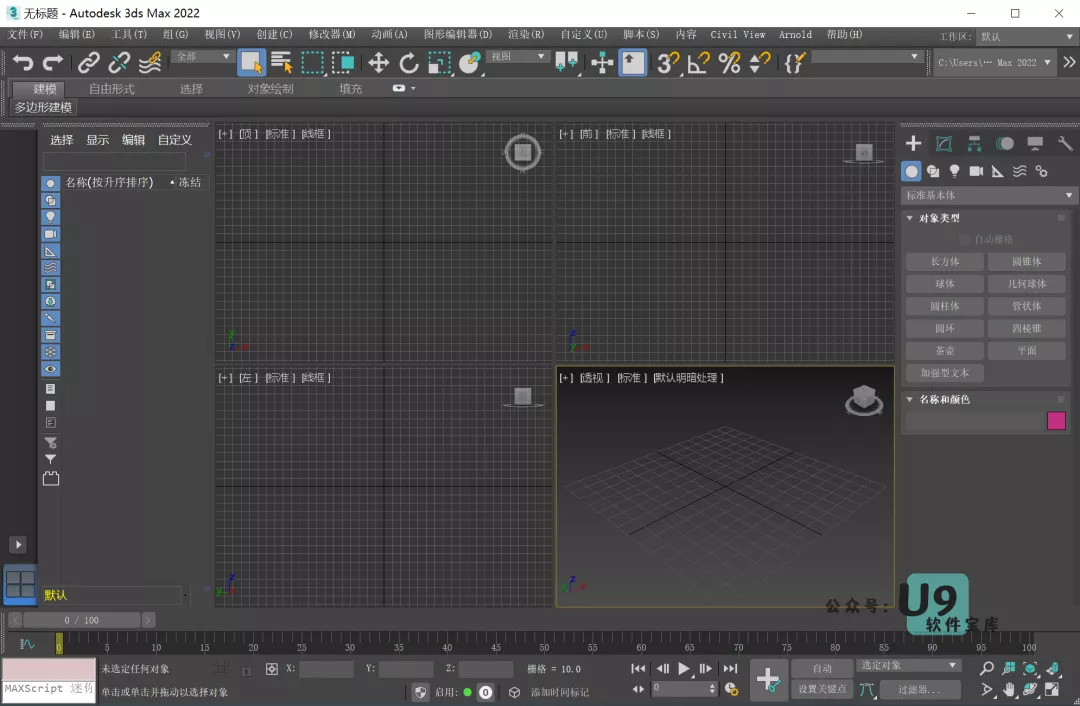 3 无标题 - Autodesk 3ds Max 2022
文件(F) 编辑(E) 工具(T) 组(G) 视图(V) 创建(C) 修改器(M) 动画(A) 图形编辑器(D) 渲染(R) 自定义(U) 脚本(S) 内容 Civil View Arnold 帮助(H) 工作区: 默认
全部 视图 C:\Users\··· Max 2022
建模 自由形式 选择 对象绘制 填充
多边形建模
选择 显示 编辑 自定义
名称(按升序排序) 冻结
默认
[+] [顶] [标准] [线框]
[+] [前] [标准] [线框]
[+] [左] [标准] [线框]
[+] [透视] [标准] [默认明暗处理]
标准基本体
对象类型
自动栅格
长方体 圆锥体
球体 几何球体
圆柱体 管状体
圆环 四棱锥
茶壶 平面
加强型文本
名称和颜色
公众号: U9
软件宝库
0 / 100
0 5 10 15 20 25 30 35 40 45 50 55 60 65 70 75 80 85 90 95 100
未选定任何对象 X: Y: Z: 栅格 = 10.0 自动 选定对象
MAXScript 迷你 单击或单击并拖动以选择对象 启用: 0 添加时间标记 0 设置关键点 过滤器...